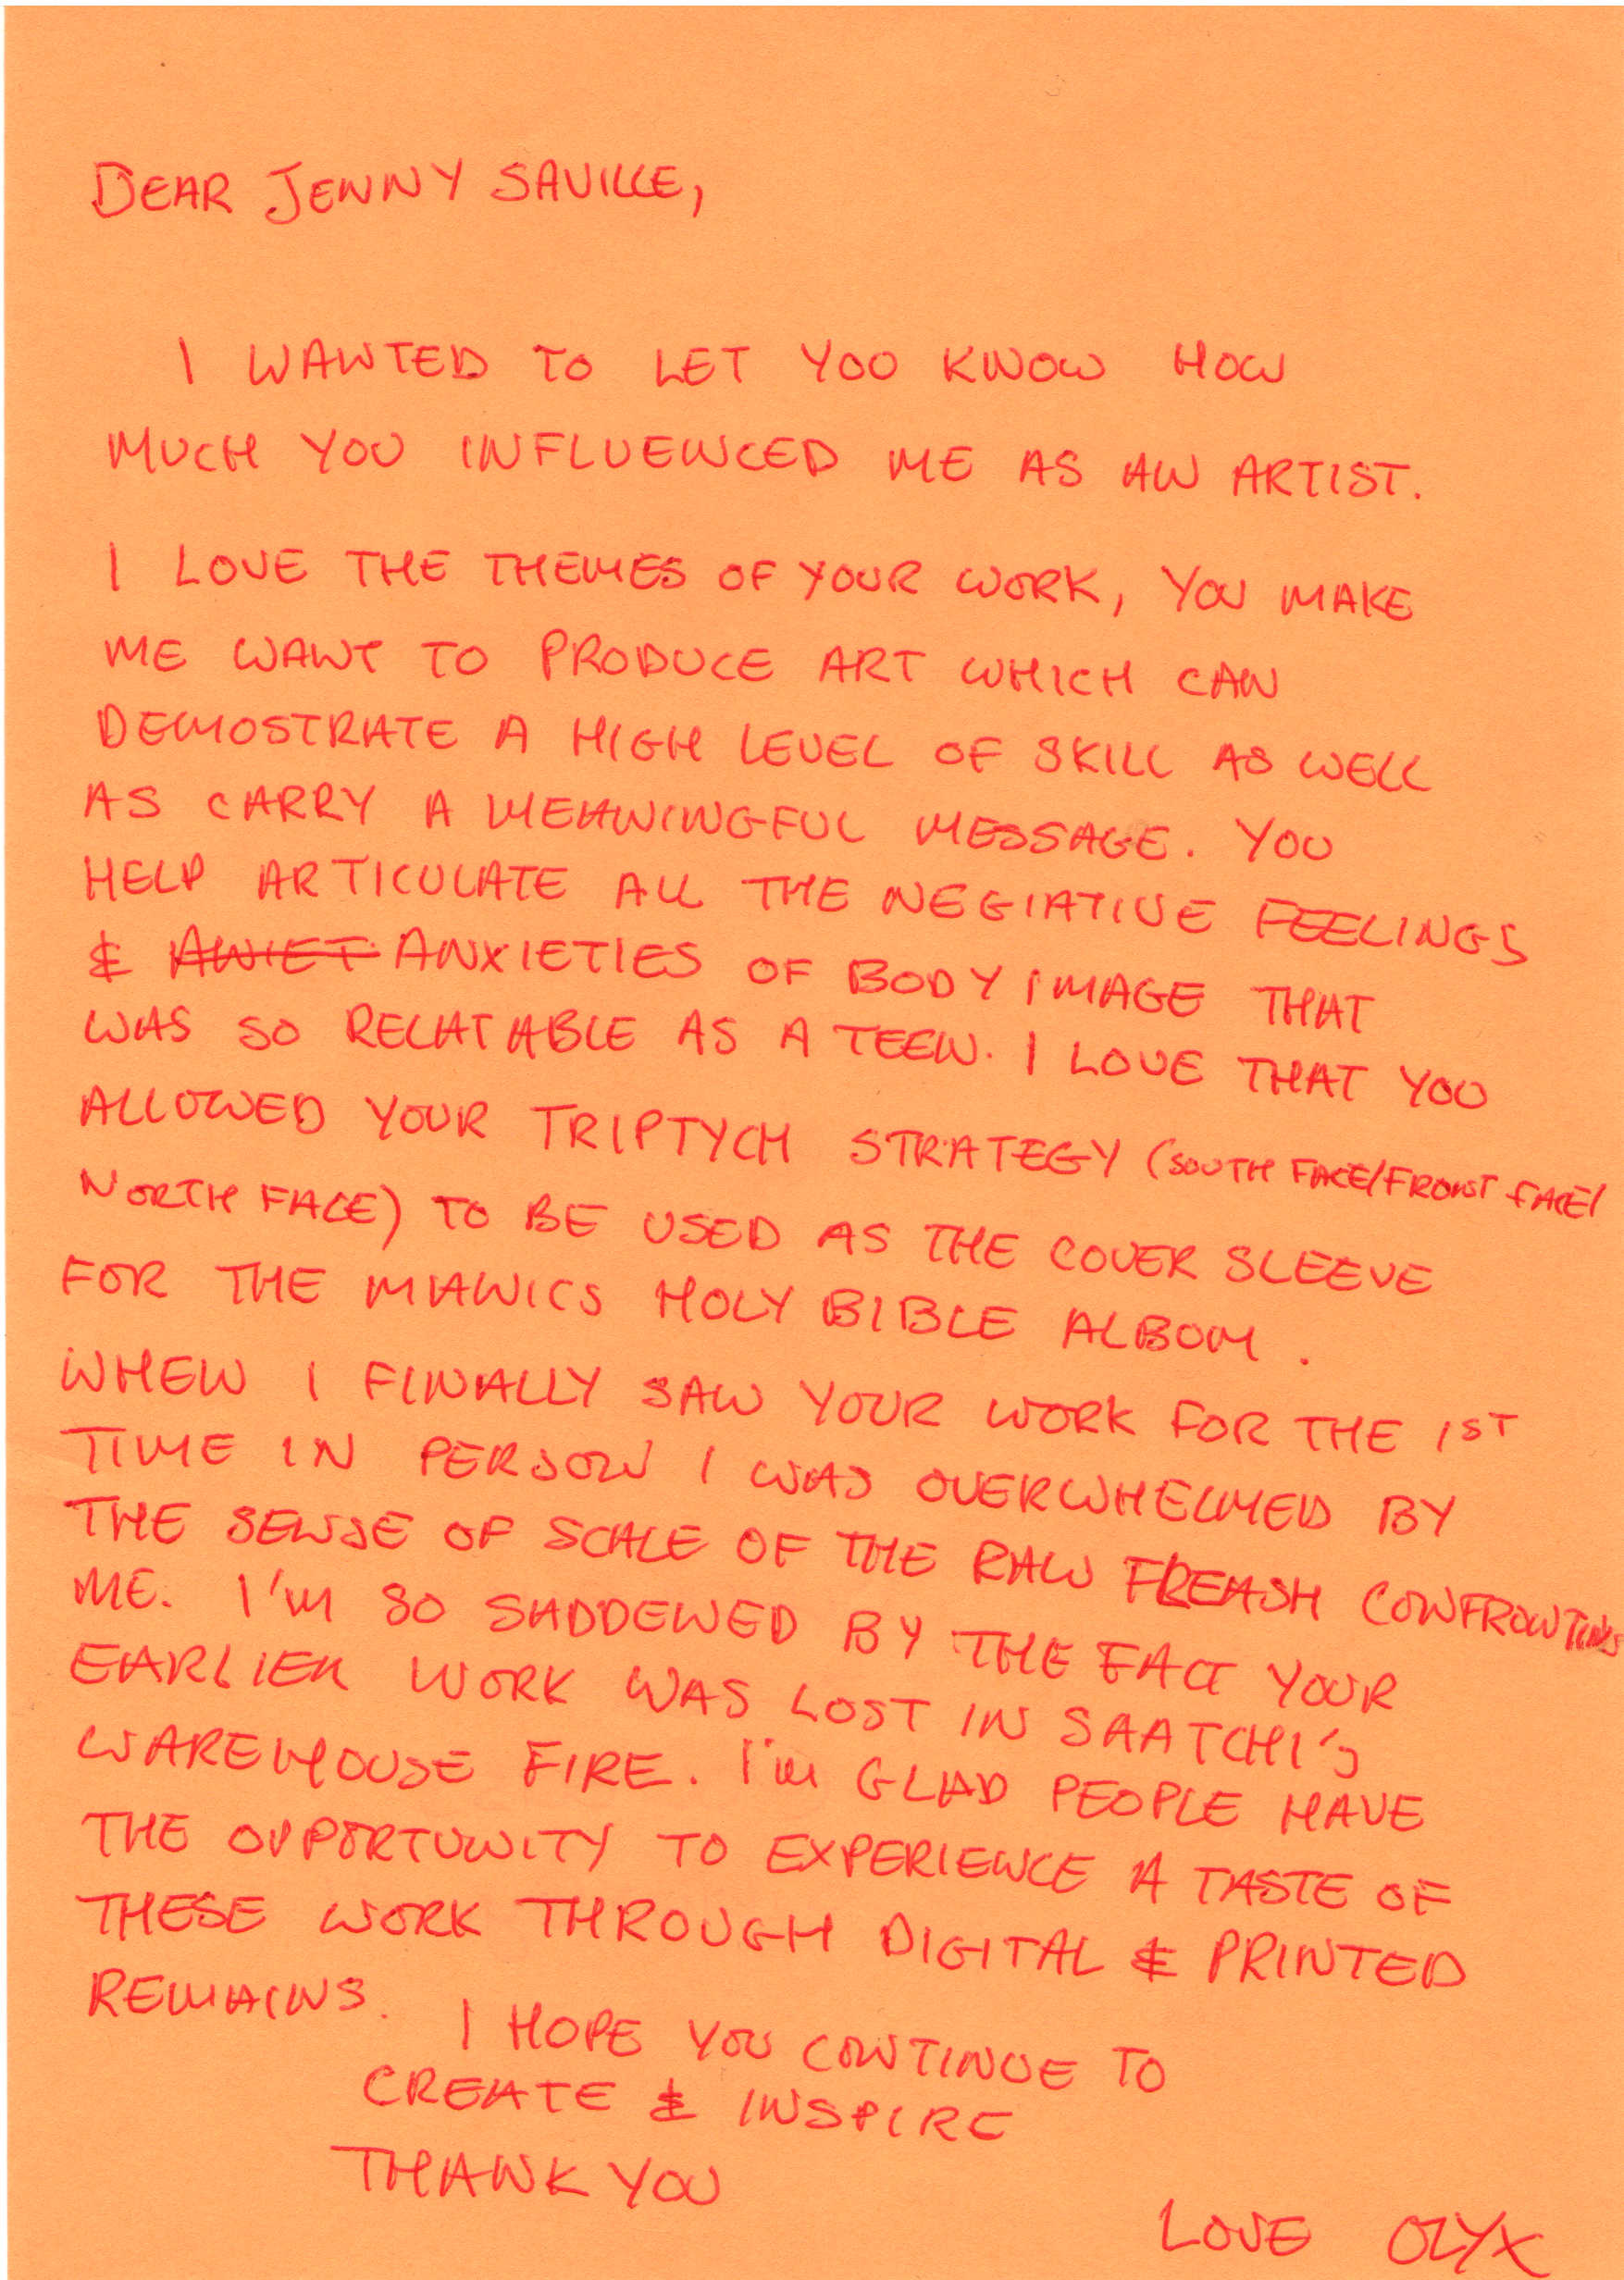 DEAR JENNY SAVILLE,
I WANTED TO LET YOU KNOW HOW
MUCH YOU INFLUENCED ME AS AN ARTIST.
I LOVE THE THEMES OF YOUR WORK, YOU MAKE
ME WANT TO PRODUCE ART WHICH CAN
DEMOSTRATE A HIGH LEVEL OF SKILL AS WELL
AS CARRY A MEANINGFUL MESSAGE. YOU
HELP ARTICULATE ALL THE NEGIATIVE FEELINGS
& ANIET ANXIETIES OF BODY IMAGE THAT
WAS SO RELATABLE AS A TEEN. I LOVE THAT YOU
ALLOWED YOUR TRIPTYCH STRATEGY (SOUTH FACE/FRONT FACE/
NORTH FACE) TO BE USED AS THE COVER SLEEVE
FOR THE MANICS HOLY BIBLE ALBUM.
WHEN I FINALLY SAW YOUR WORK FOR THE 1ST
TIME IN PERSON I WAS OVERWHELMED BY
THE SENSE OF SCALE OF THE RAW FLEASH CONFRONTING
ME. I'M SO SADDENED BY THE FACT YOUR
EARLIER WORK WAS LOST IN SAATCHI'S
WAREHOUSE FIRE. I'M GLAD PEOPLE HAVE
THE OPPORTUNITY TO EXPERIENCE A TASTE OF
THESE WORK THROUGH DIGITAL & PRINTED
REMAINS.
I HOPE YOU CONTINUE TO
CREATE & INSPIRE
THANK YOU
LOVE OLYX